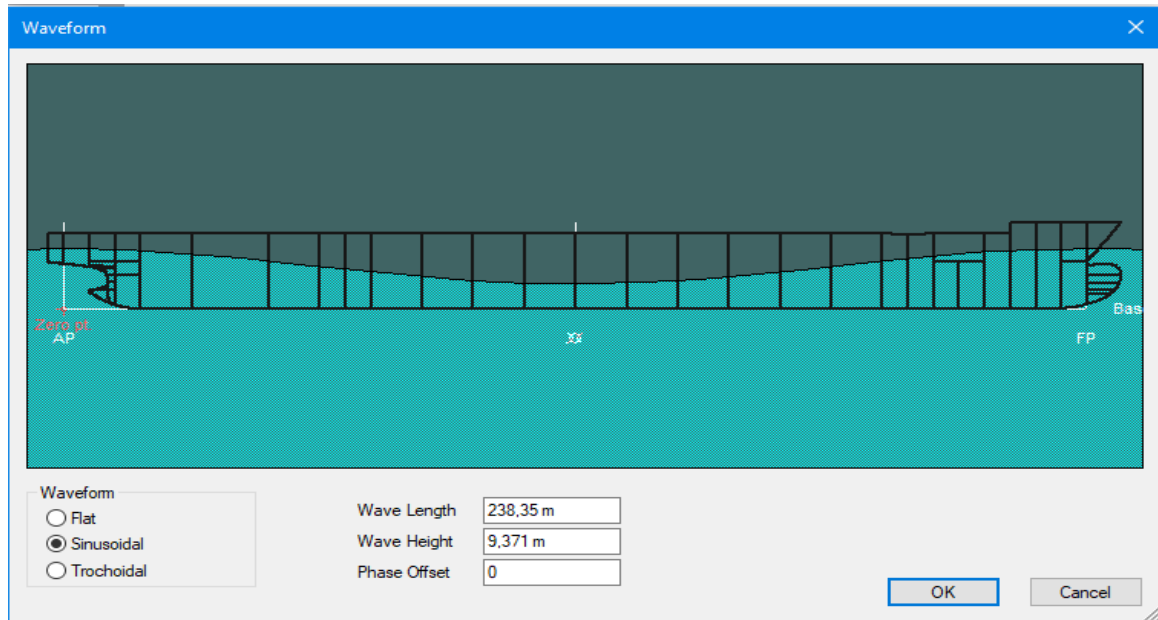 Waveform
Zero pt.
AP
FP
Bas
Waveform
Flat
Sinusoidal
Trochoidal
Wave Length 238,35 m
Wave Height 9,371 m
Phase Offset 0
OK Cancel